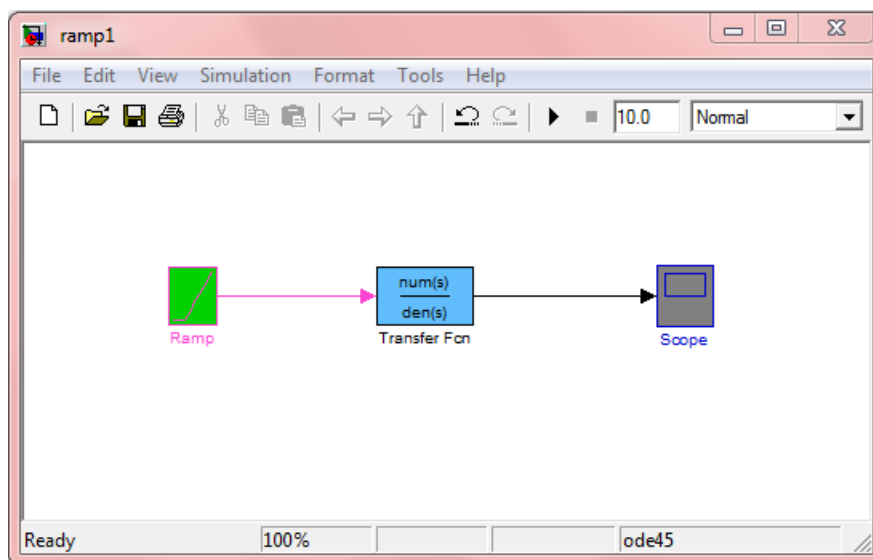 ramp1
File Edit View Simulation Format Tools Help
10.0 Normal
num(s)
den(s)
Ramp Transfer Fcn Scope
Ready 100% ode45